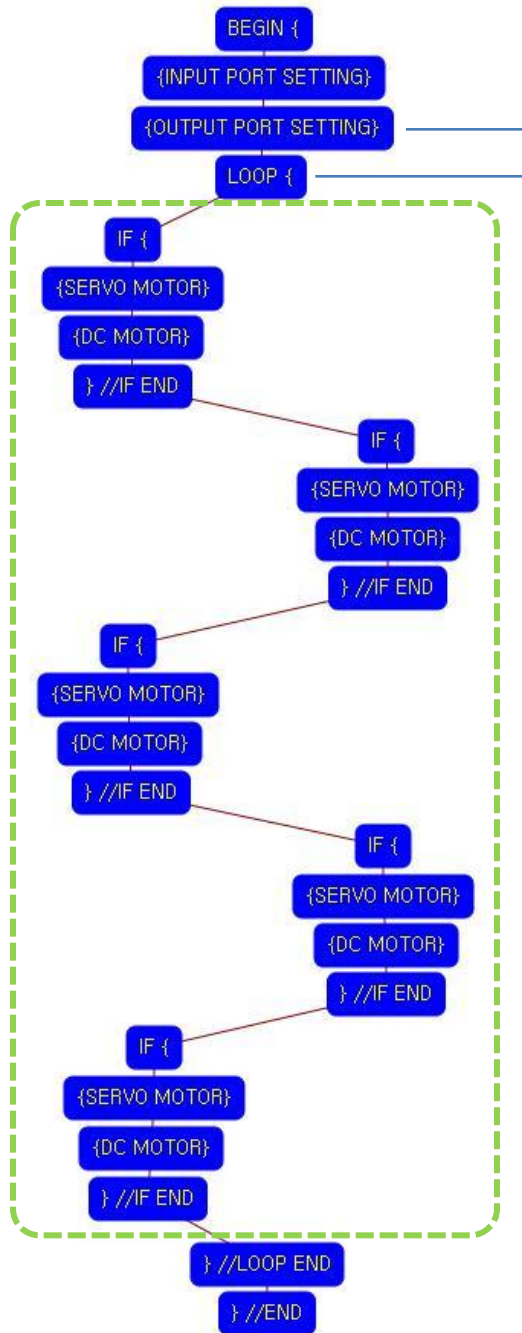 BEGIN {
{INPUT PORT SETTING}
{OUTPUT PORT SETTING}
LOOP {
IF {
{SERVO MOTOR}
{DC MOTOR}
} //IF END
IF {
{SERVO MOTOR}
{DC MOTOR}
} //IF END
IF {
{SERVO MOTOR}
{DC MOTOR}
} //IF END
IF {
{SERVO MOTOR}
{DC MOTOR}
} //IF END
IF {
{SERVO MOTOR}
{DC MOTOR}
} //IF END
} //LOOP END
} //END